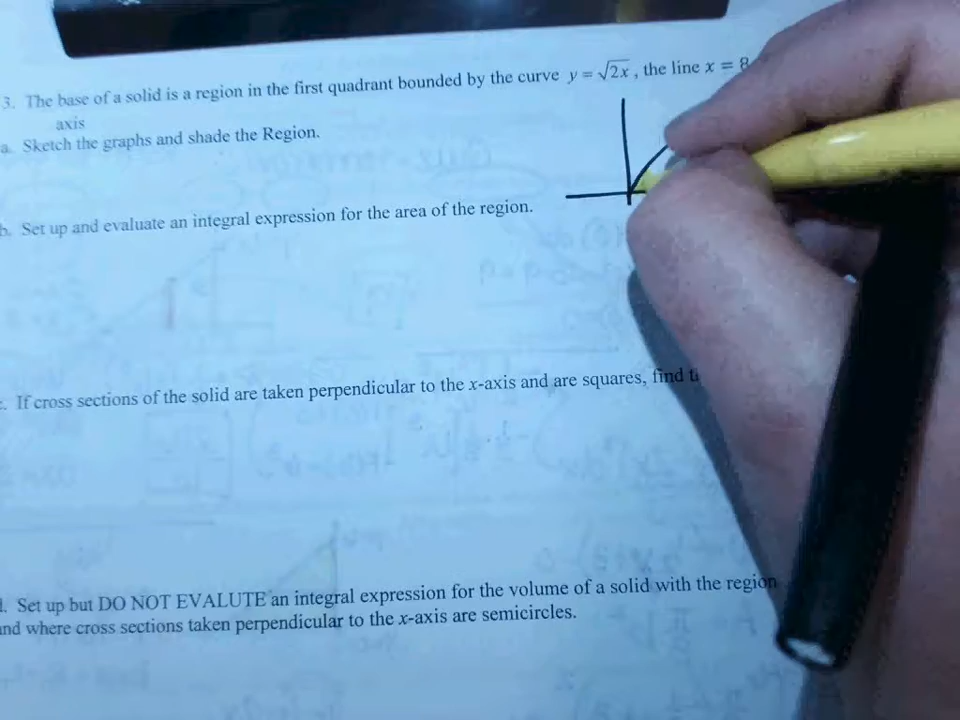 3. The base of a solid is a region in the first quadrant bounded by the curve y = √2x , the line x = 8
axis
a. Sketch the graphs and shade the Region.
b. Set up and evaluate an integral expression for the area of the region.
. If cross sections of the solid are taken perpendicular to the x-axis and are squares, find
. Set up but DO NOT EVALUTE an integral expression for the volume of a solid with the region
and where cross sections taken perpendicular to the x-axis are semicircles.